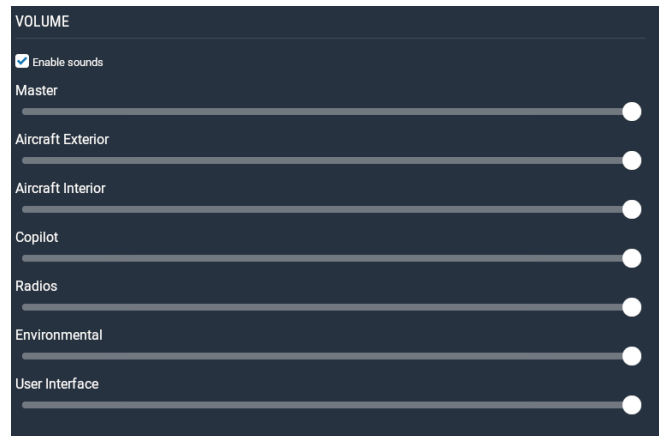 VOLUME
Enable sounds
Master
Aircraft Exterior
Aircraft Interior
Copilot
Radios
Environmental
User Interface